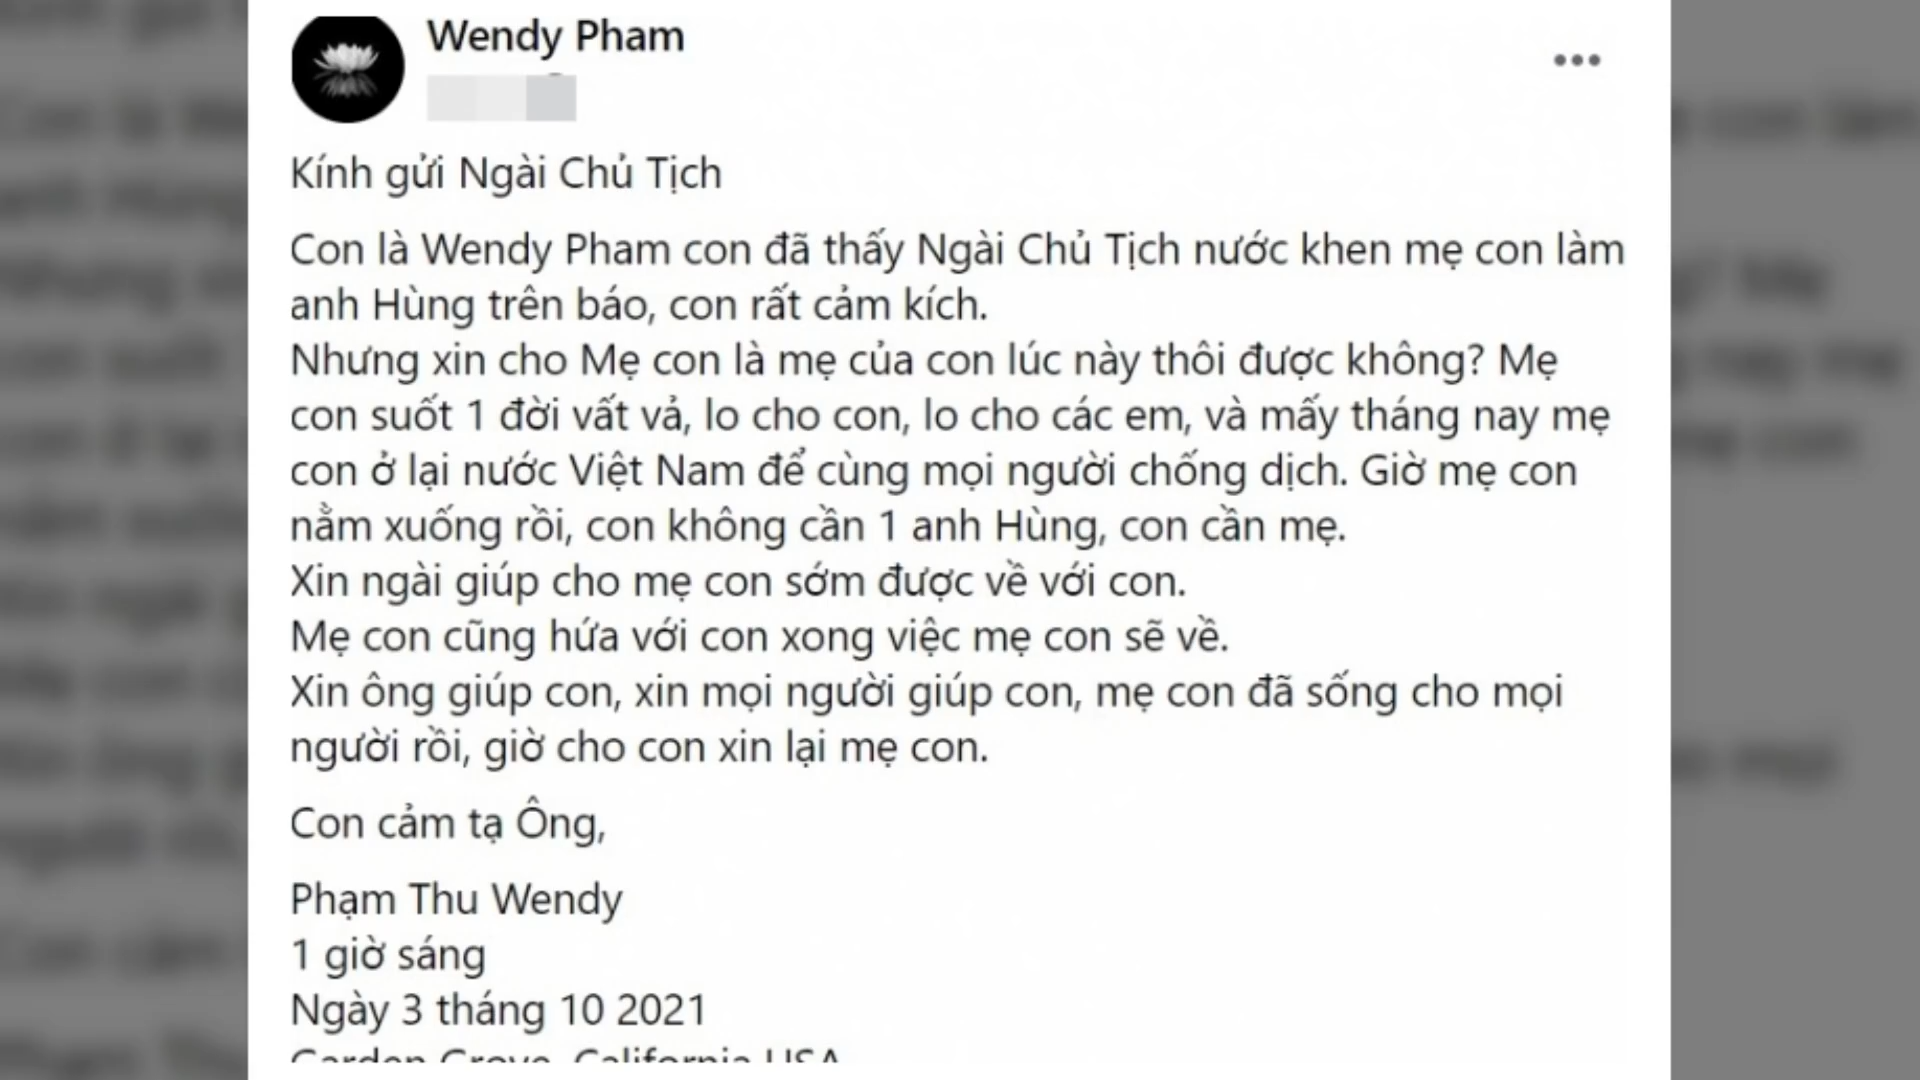 Wendy Pham
Kính gửi Ngài Chủ Tịch
Con là Wendy Pham con đã thấy Ngài Chủ Tịch nước khen mẹ con làm
anh Hùng trên báo, con rất cảm kích.
Nhưng xin cho Mẹ con là mẹ của con lúc này thôi được không? Mẹ
con suốt 1 đời vất vả, lo cho con, lo cho các em, và mấy tháng nay mẹ
con ở lại nước Việt Nam để cùng mọi người chống dịch. Giờ mẹ con
nằm xuống rồi, con không cần 1 anh Hùng, con cần mẹ.
Xin ngài giúp cho mẹ con sớm được về với con.
Mẹ con cũng hứa với con xong việc mẹ con sẽ về.
Xin ông giúp con, xin mọi người giúp con, mẹ con đã sống cho mọi
người rồi, giờ cho con xin lại mẹ con.
Con cảm tạ Ông,
Phạm Thu Wendy
1 giờ sáng
Ngày 3 tháng 10 2021
Garden Grove, California USA